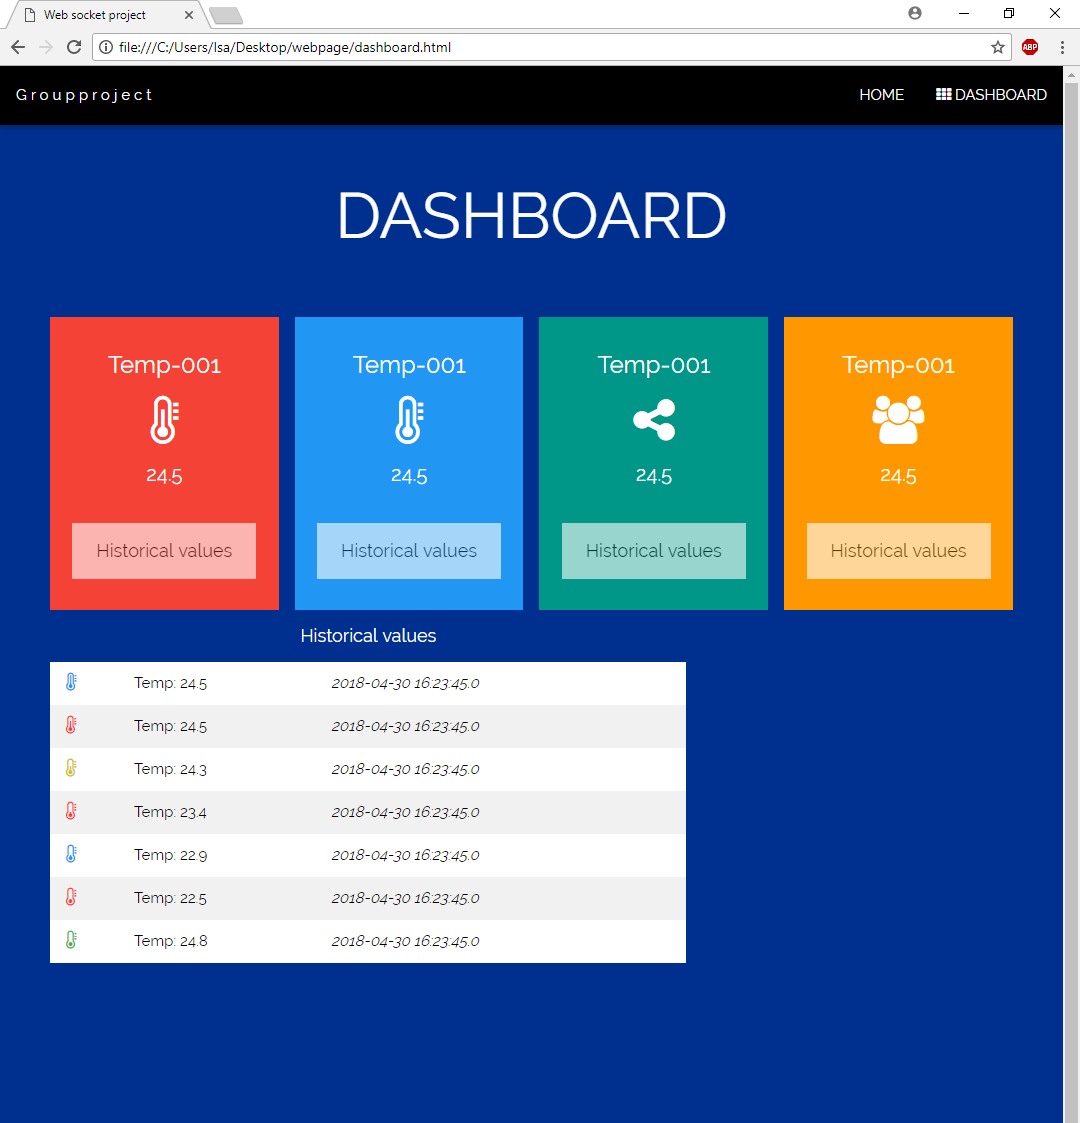 Web socket project
file:///C:/Users/Isa/Desktop/webpage/dashboard.html
ABP
Groupproject HOME DASHBOARD
DASHBOARD
Temp-001 Temp-001 Temp-001 Temp-001
24.5 24.5 24.5 24.5
Historical values Historical values Historical values Historical values
Historical values
Temp: 24.5 2018-04-30 16:23:45.0
Temp: 24.5 2018-04-30 16:23:45.0
Temp: 24.3 2018-04-30 16:23:45.0
Temp: 23.4 2018-04-30 16:23:45.0
Temp: 22.9 2018-04-30 16:23:45.0
Temp: 22.5 2018-04-30 16:23:45.0
Temp: 24.8 2018-04-30 16:23:45.0